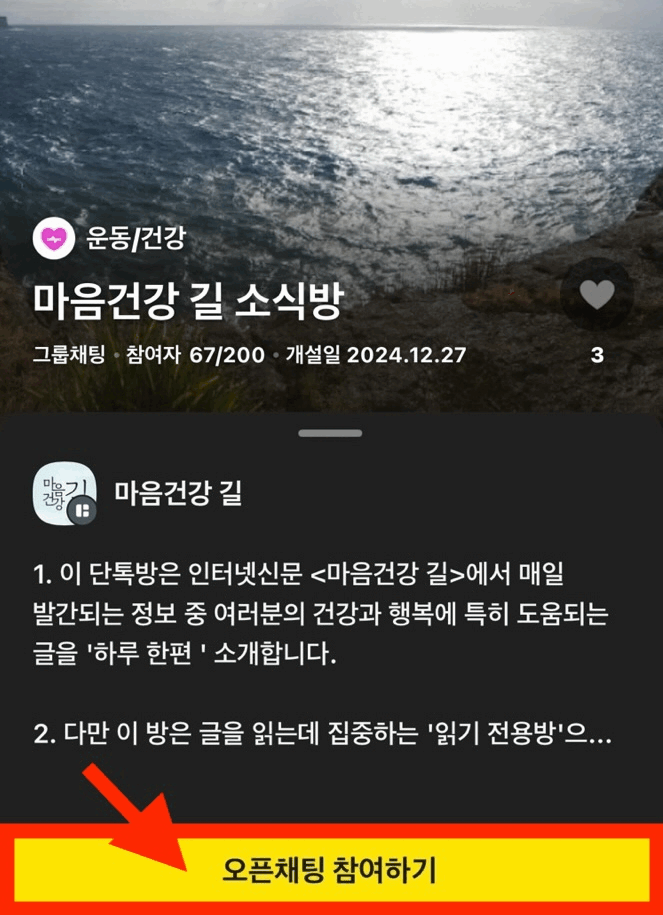 운동/건강
마음건강 길 소식방
그룹채팅 • 참여자 67/200 • 개설일 2024.12.27
3
마음
건강 길
마음건강 길
1. 이 단톡방은 인터넷신문 <마음건강 길>에서 매일
발간되는 정보 중 여러분의 건강과 행복에 특히 도움되는
글을 '하루 한편 ' 소개합니다.
2. 다만 이 방은 글을 읽는데 집중하는 '읽기 전용방'으...
오픈채팅 참여하기